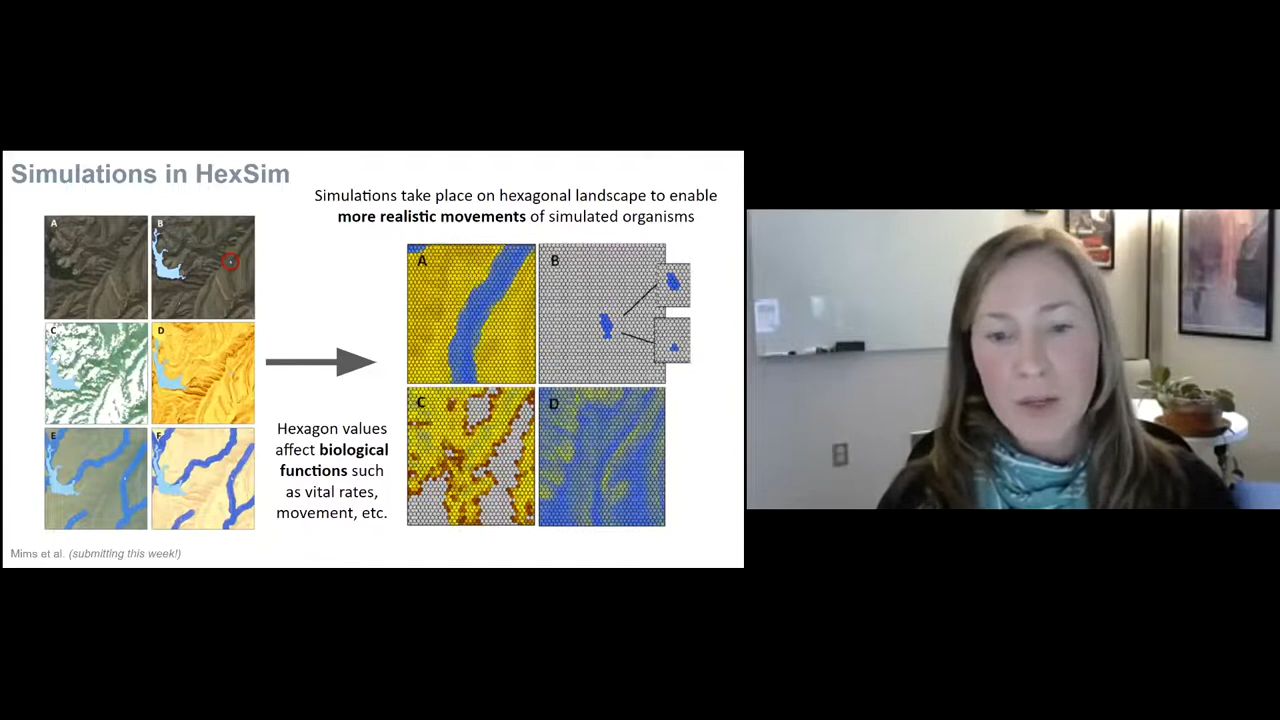 Simulations in HexSim
Simulations take place on hexagonal landscape to enable
more realistic movements of simulated organisms
A
B
C
D
E
F
Hexagon values
affect biological
functions such
as vital rates,
movement, etc.
A
B
C
D
Mims et al. (submitting this week!)